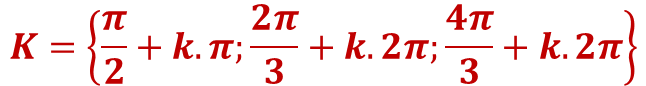 K = {π/2 + k. π; 2π/3 + k. 2π; 4π/3 + k. 2π}